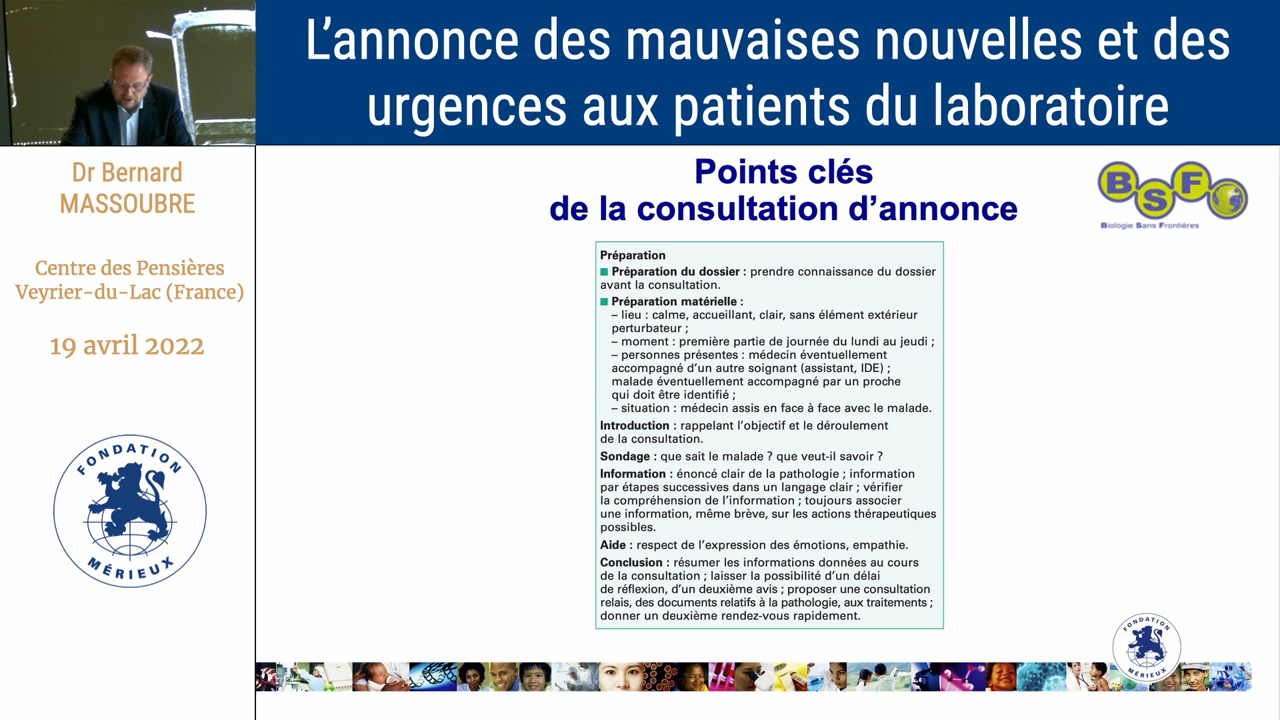 L'annonce des mauvaises nouvelles et des
urgences aux patients du laboratoire
Dr Bernard
MASSOUBRE
Centre des Pensières
Veyrier-du-Lac (France)
19 avril 2022
FONDATION
MÉRIEUX
Points clés
de la consultation d'annonce
BSF
Biologie Sans Frontières
Préparation
Préparation du dossier : prendre connaissance du dossier
avant la consultation.
Préparation matérielle :
– lieu : calme, accueillant, clair, sans élément extérieur
perturbateur ;
– moment : première partie de journée du lundi au jeudi ;
– personnes présentes : médecin éventuellement
accompagné d'un autre soignant (assistant, IDE) ;
malade éventuellement accompagné par un proche
qui doit être identifié ;
– situation : médecin assis en face à face avec le malade.
Introduction : rappelant l'objectif et le déroulement
de la consultation.
Sondage : que sait le malade ? que veut-il savoir ?
Information : énoncé clair de la pathologie ; information
par étapes successives dans un langage clair ; vérifier
la compréhension de l'information ; toujours associer
une information, même brève, sur les actions thérapeutiques
possibles.
Aide : respect de l'expression des émotions, empathie.
Conclusion : résumer les informations données au cours
de la consultation ; laisser la possibilité d'un délai
de réflexion, d'un deuxième avis ; proposer une consultation
relais, des documents relatifs à la pathologie, aux traitements ;
donner un deuxième rendez-vous rapidement.
FONDATION
MÉRIEUX